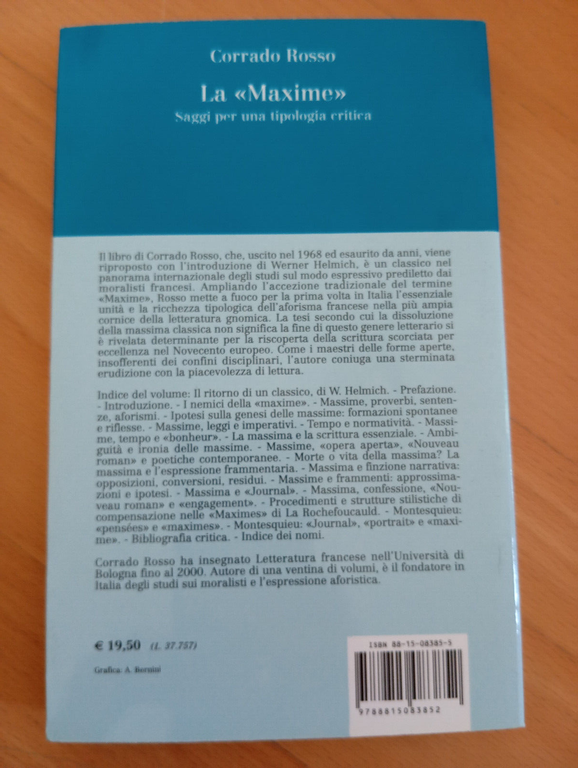 Corrado Rosso
La «Maxime»
Saggi per una tipologia critica
Il libro di Corrado Rosso, che, uscito nel 1968 ed esaurito da anni, viene
riproposto con l'introduzione di Werner Helmich, è un classico nel
panorama internazionale degli studi sul modo espressivo prediletto dai
moralisti francesi. Ampliando l'accezione tradizionale del termine
«Maxime», Rosso mette a fuoco per la prima volta in Italia l'essenziale
unità e la ricchezza tipologica dell'aforisma francese nella più ampia
cornice della letteratura gnomica. La tesi secondo cui la dissoluzione
della massima classica non significa la fine di questo genere letterario si
è rivelata determinante per la riscoperta della scrittura scorciata per
eccellenza nel Novecento europeo. Come i maestri delle forme aperte,
insofferenti dei confini disciplinari, l'autore coniuga una sterminata
erudizione con la piacevolezza di lettura.
Indice del volume: Il ritorno di un classico, di W. Helmich. - Prefazione.
- Introduzione. - I nemici della «maxime». - Massime, proverbi, senten-
ze, aforismi. - Ipotesi sulla genesi delle massime: formazioni spontanee
e riflesse. - Massime, leggi e imperativi. - Tempo e normatività. - Massi-
me, tempo e «bonheur». - La massima e la scrittura essenziale. - Ambi-
guità e ironia delle massime. - Massime, «opera aperta», «Nouveau
roman» e poetiche contemporanee. - Morte o vita della massima? La
massima e l'espressione frammentaria. - Massima e finzione narrativa:
opposizioni, conversioni, residui. - Massime e frammenti: approssima-
zioni e ipotesi. - Massima e «Journal». - Massima, confessione, «Nou-
veau roman» e «engagement». - Procedimenti e strutture stilistiche di
compensazione nelle «Maximes» di La Rochefoucauld. - Montesquieu:
«pensées» e «maximes». - Montesquieu: «Journal», «portrait» e «maxi-
me». - Bibliografia critica. - Indice dei nomi.
Corrado Rosso ha insegnato Letteratura francese nell'Università di
Bologna fino al 2000. Autore di una ventina di volumi, è il fondatore in
Italia degli studi sui moralisti e l'espressione aforistica.
€ 19,50 (L. 37.757)
Grafica: A. Bernini
ISBN 88-15-08385-5
9788815083852